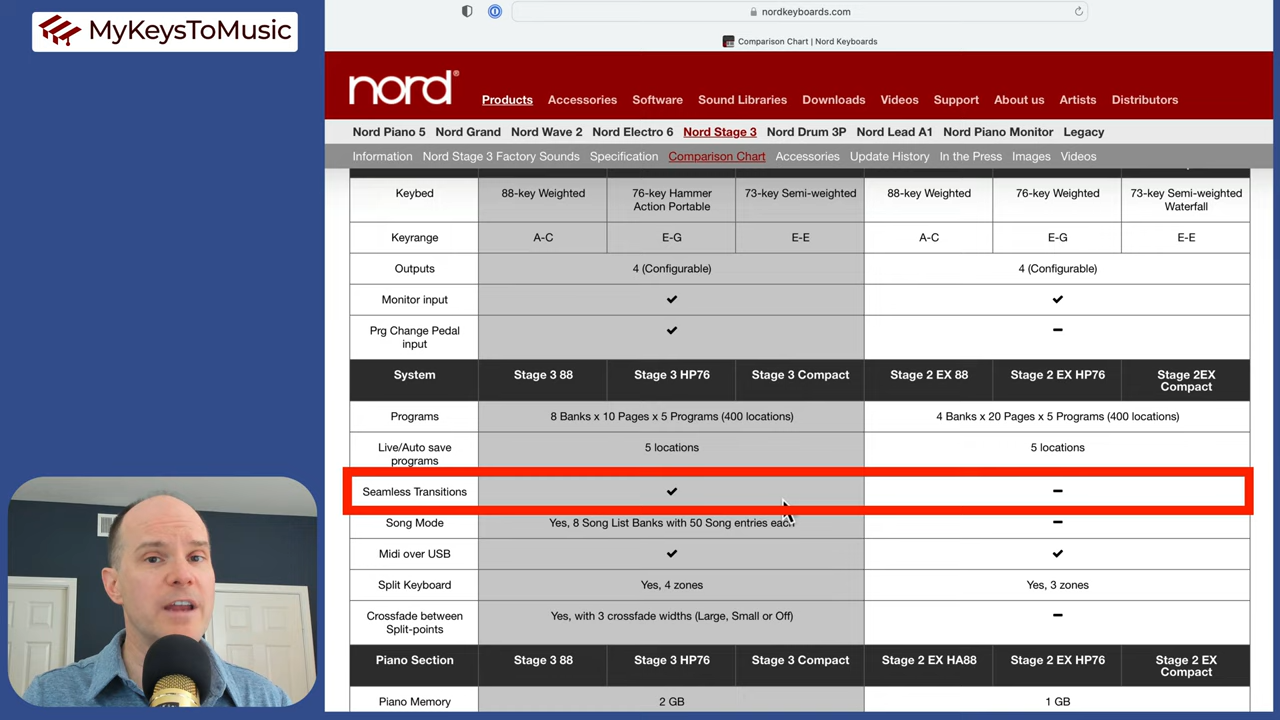 MyKeysToMusic
nordkeyboards.com
Comparison Chart | Nord Keyboards
nord®
Products Accessories Software Sound Libraries Downloads Videos Support About us Artists Distributors
Nord Piano 5 Nord Grand Nord Wave 2 Nord Electro 6 Nord Stage 3 Nord Drum 3P Nord Lead A1 Nord Piano Monitor Legacy
Information Nord Stage 3 Factory Sounds Specification Comparison Chart Accessories Update History In the Press Images Videos
Keybed 88-key Weighted 76-key Hammer 73-key Semi-weighted 88-key Weighted 76-key Weighted 73-key Semi-weighted
Action Portable Waterfall
Keyrange A-C E-G E-E A-C E-G E-E
Outputs 4 (Configurable) 4 (Configurable)
Monitor input ✔ ✔
Prg Change Pedal ✔ –
input
System Stage 3 88 Stage 3 HP76 Stage 3 Compact Stage 2 EX 88 Stage 2 EX HP76 Stage 2EX
Compact
Programs 8 Banks x 10 Pages x 5 Programs (400 locations) 4 Banks x 20 Pages x 5 Programs (400 locations)
Live/Auto save 5 locations 5 locations
programs
Seamless Transitions ✔ –
Song Mode Yes, 8 Song List Banks with 50 Song entries each –
Midi over USB ✔ ✔
Split Keyboard Yes, 4 zones Yes, 3 zones
Crossfade between Yes, with 3 crossfade widths (Large, Small or Off) –
Split-points
Piano Section Stage 3 88 Stage 3 HP76 Stage 3 Compact Stage 2 EX HA88 Stage 2 EX HP76 Stage 2 EX
Compact
Piano Memory 2 GB 1 GB